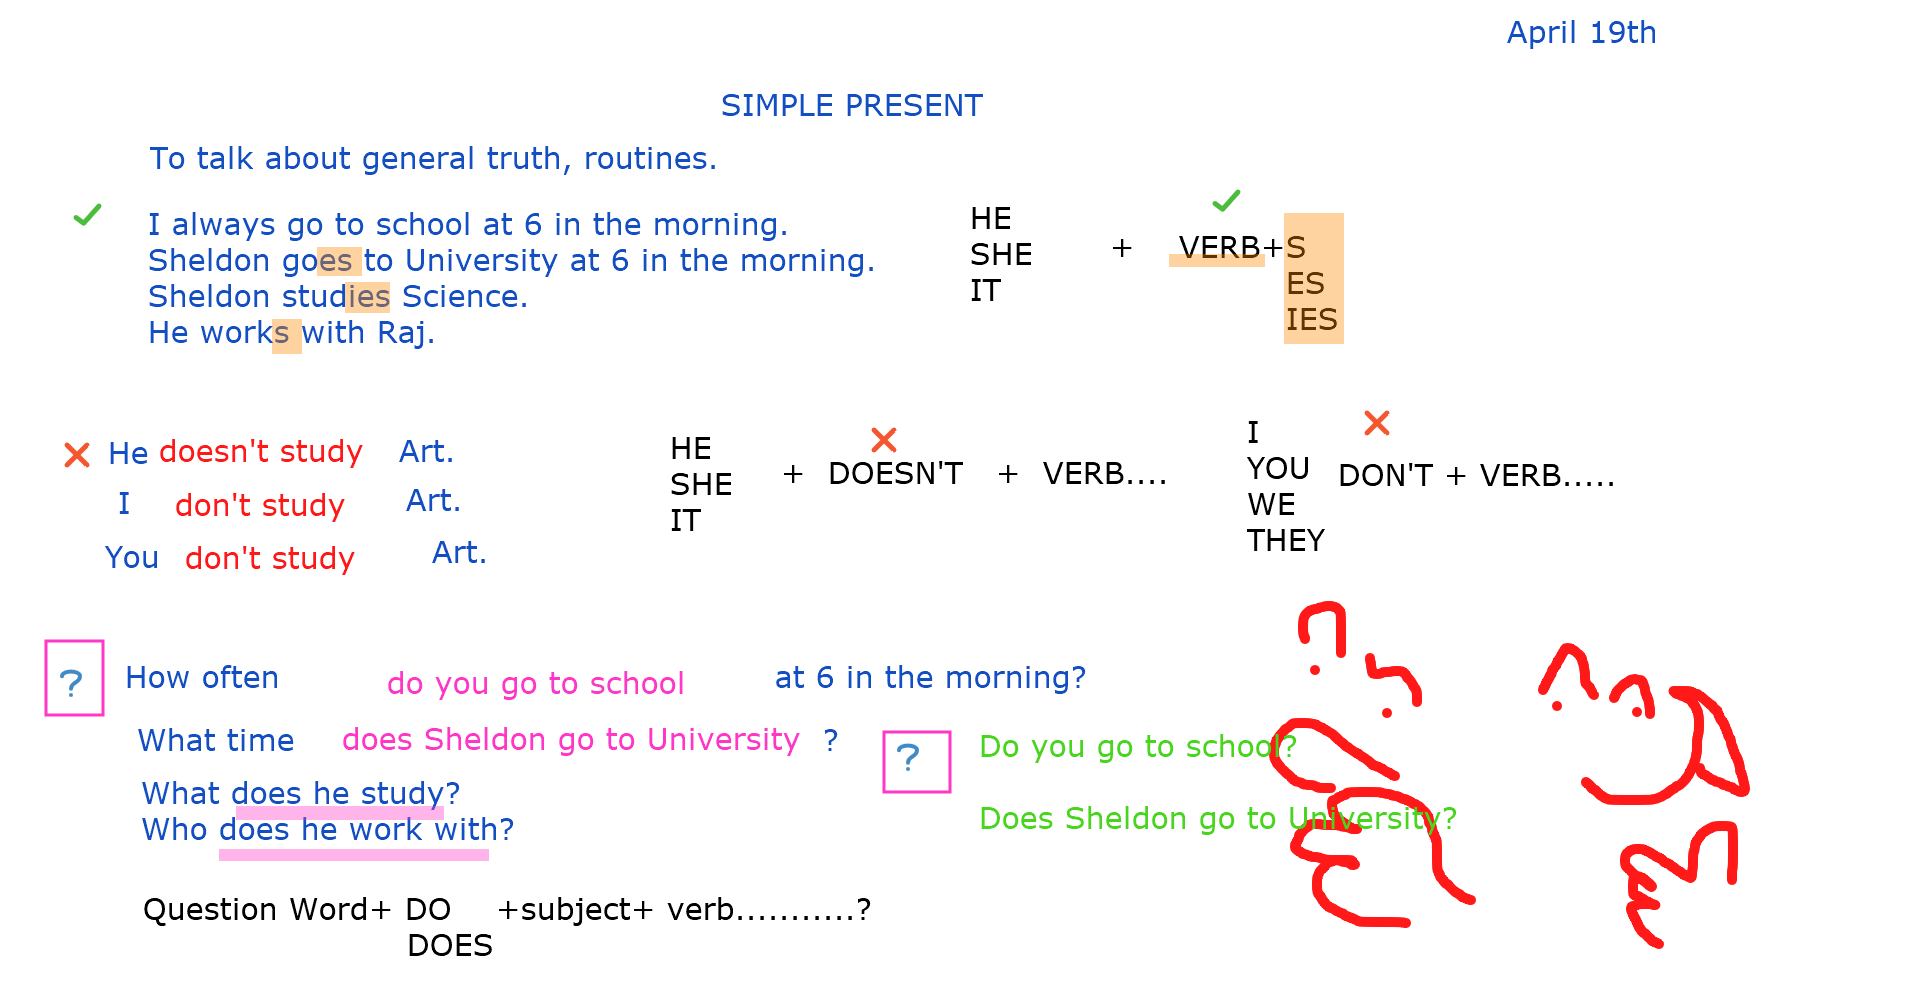 April 19th
SIMPLE PRESENT
To talk about general truth, routines.
I always go to school at 6 in the morning.
Sheldon goes to University at 6 in the morning.
Sheldon studies Science.
He works with Raj.
HE
SHE
IT
+ VERB+S
ES
IES
He doesn't study Art.
I don't study Art.
You don't study Art.
HE
SHE
IT
+ DOESN'T + VERB....
I
YOU
WE
THEY
DON'T + VERB.....
? How often do you go to school at 6 in the morning?
What time does Sheldon go to University ?
What does he study?
Who does he work with?
? Do you go to school?
Does Sheldon go to University?
Question Word+ DO +subject+ verb...........?
DOES